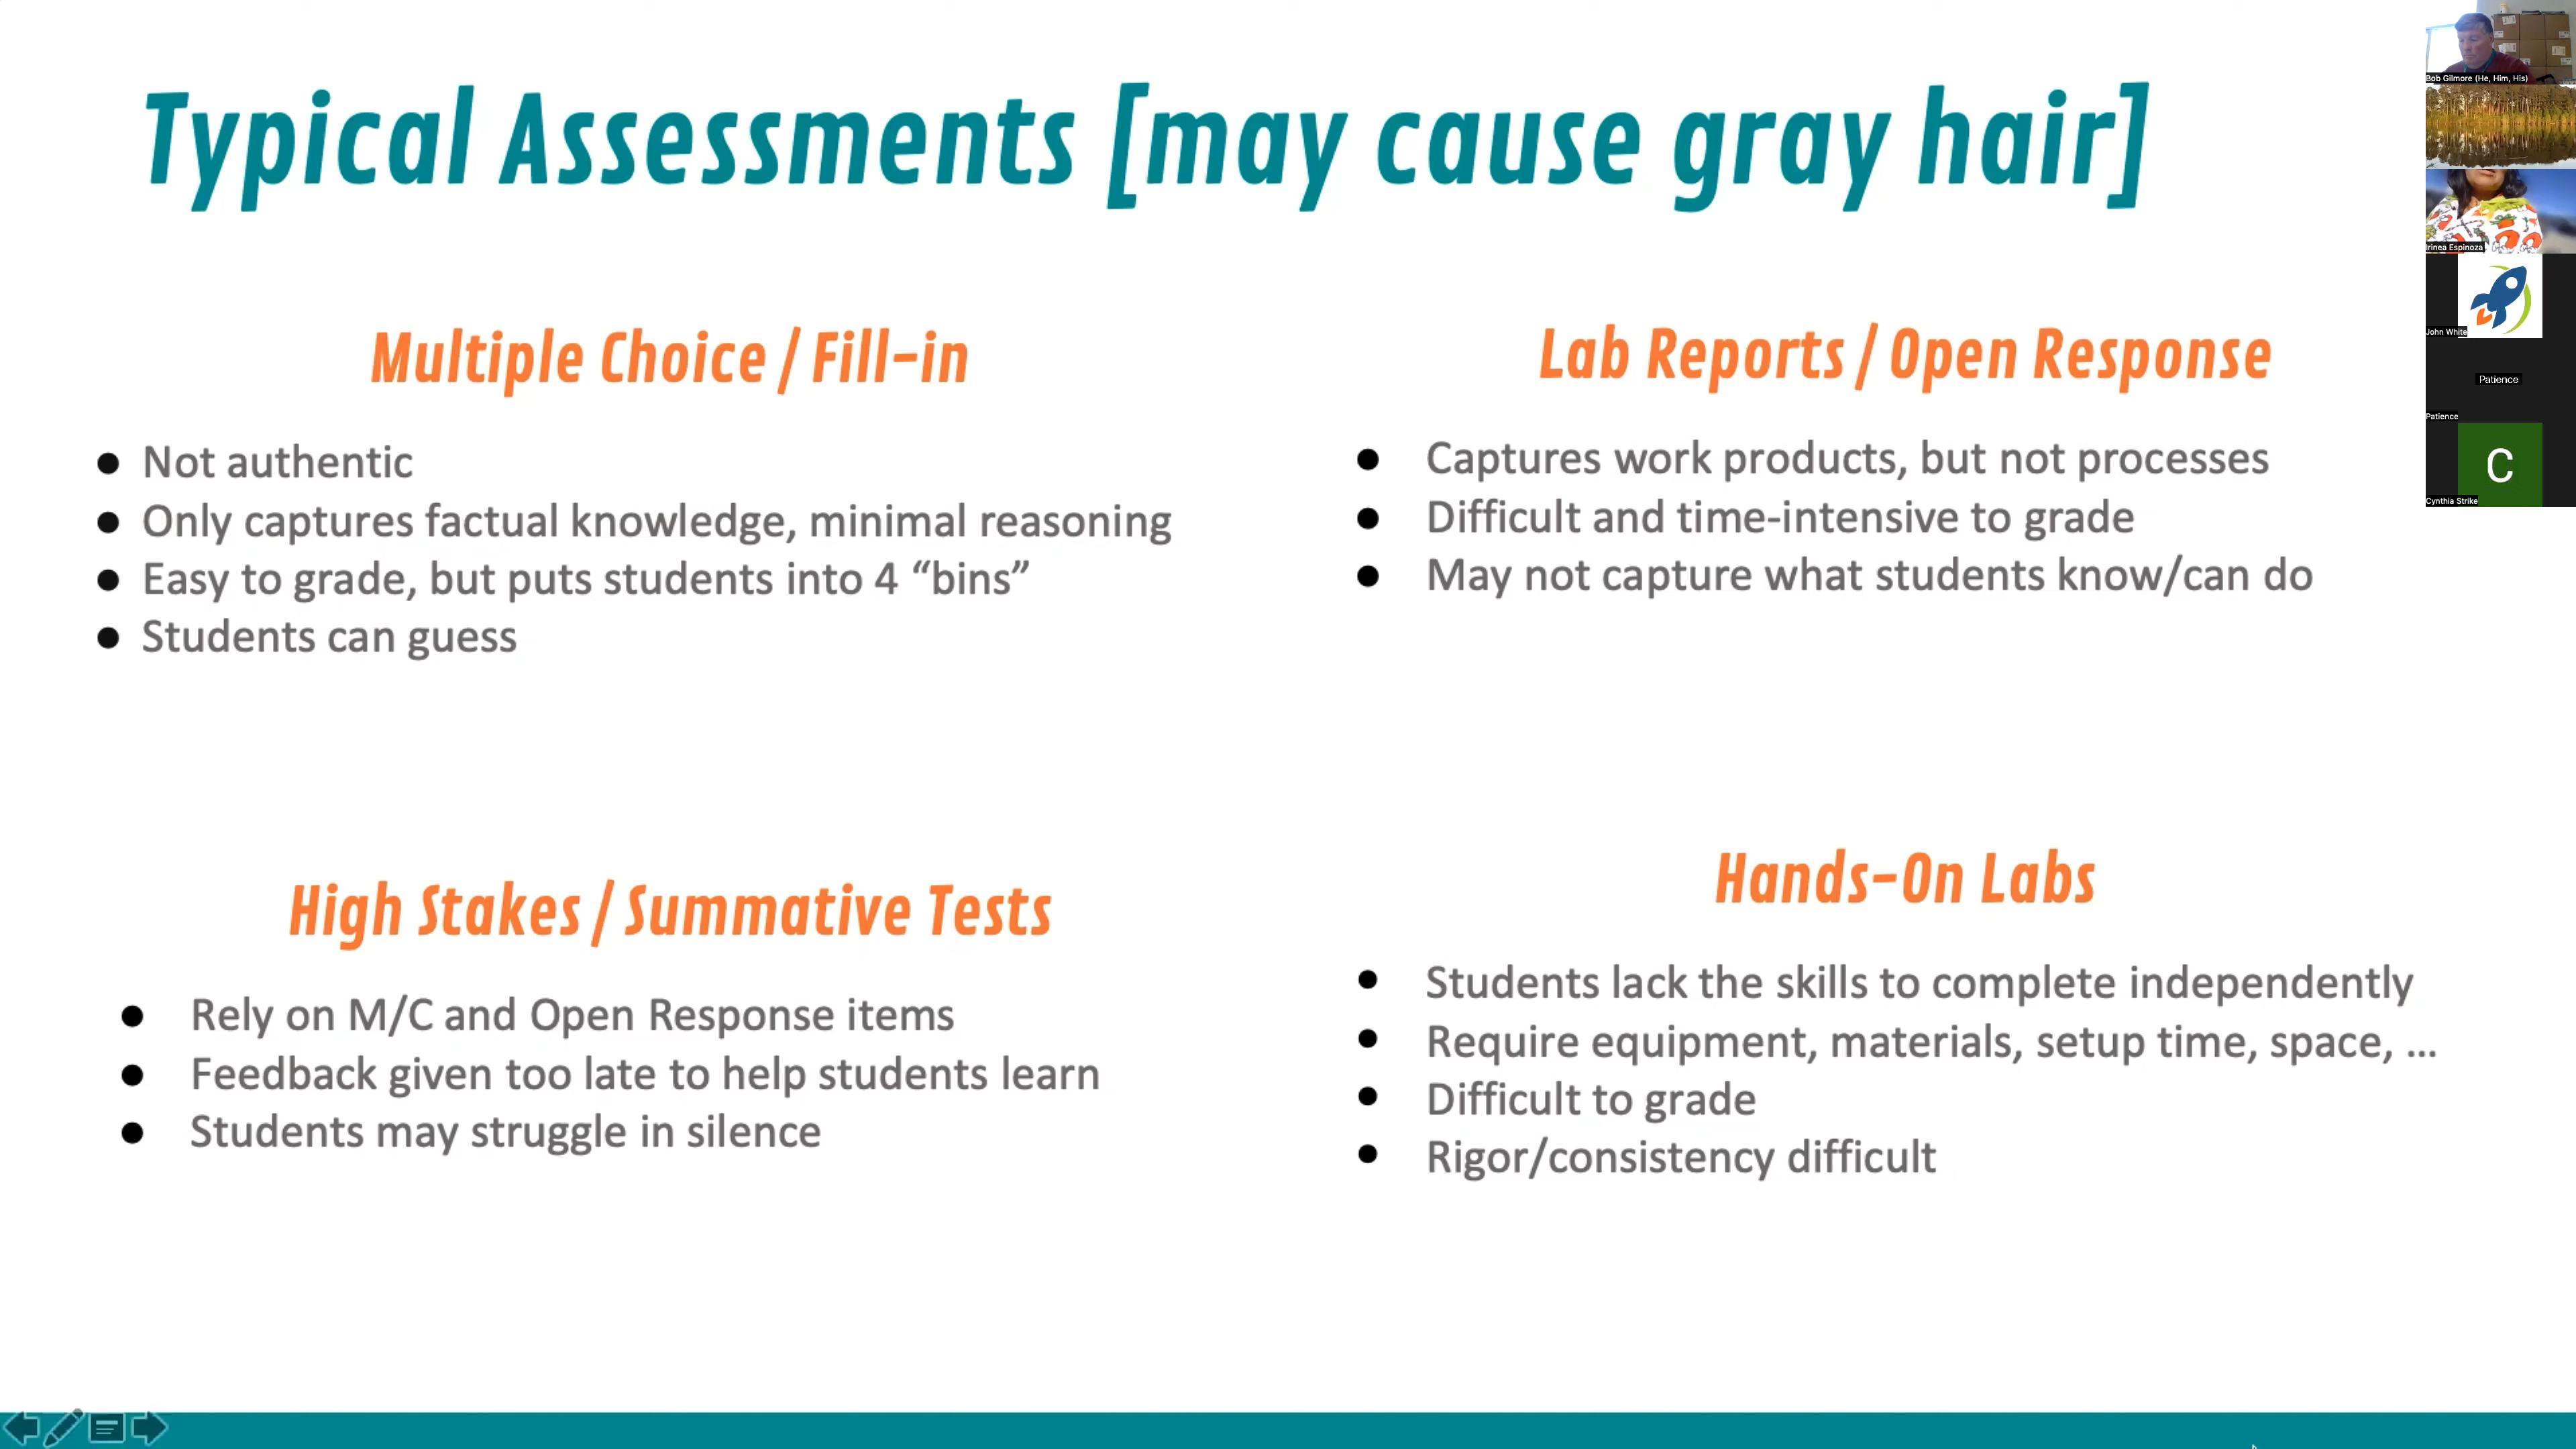 Typical Assessments [may cause gray hair]
Multiple Choice / Fill-in
● Not authentic
● Only captures factual knowledge, minimal reasoning
● Easy to grade, but puts students into 4 “bins”
● Students can guess
Lab Reports / Open Response
● Captures work products, but not processes
● Difficult and time-intensive to grade
● May not capture what students know/can do
High Stakes / Summative Tests
● Rely on M/C and Open Response items
● Feedback given too late to help students learn
● Students may struggle in silence
Hands-On Labs
● Students lack the skills to complete independently
● Require equipment, materials, setup time, space, ...
● Difficult to grade
● Rigor/consistency difficult
Bob Gilmore (He, Him, His)
Irinea Espinoza
John White
Patience
Patience
C
Cynthia Strike